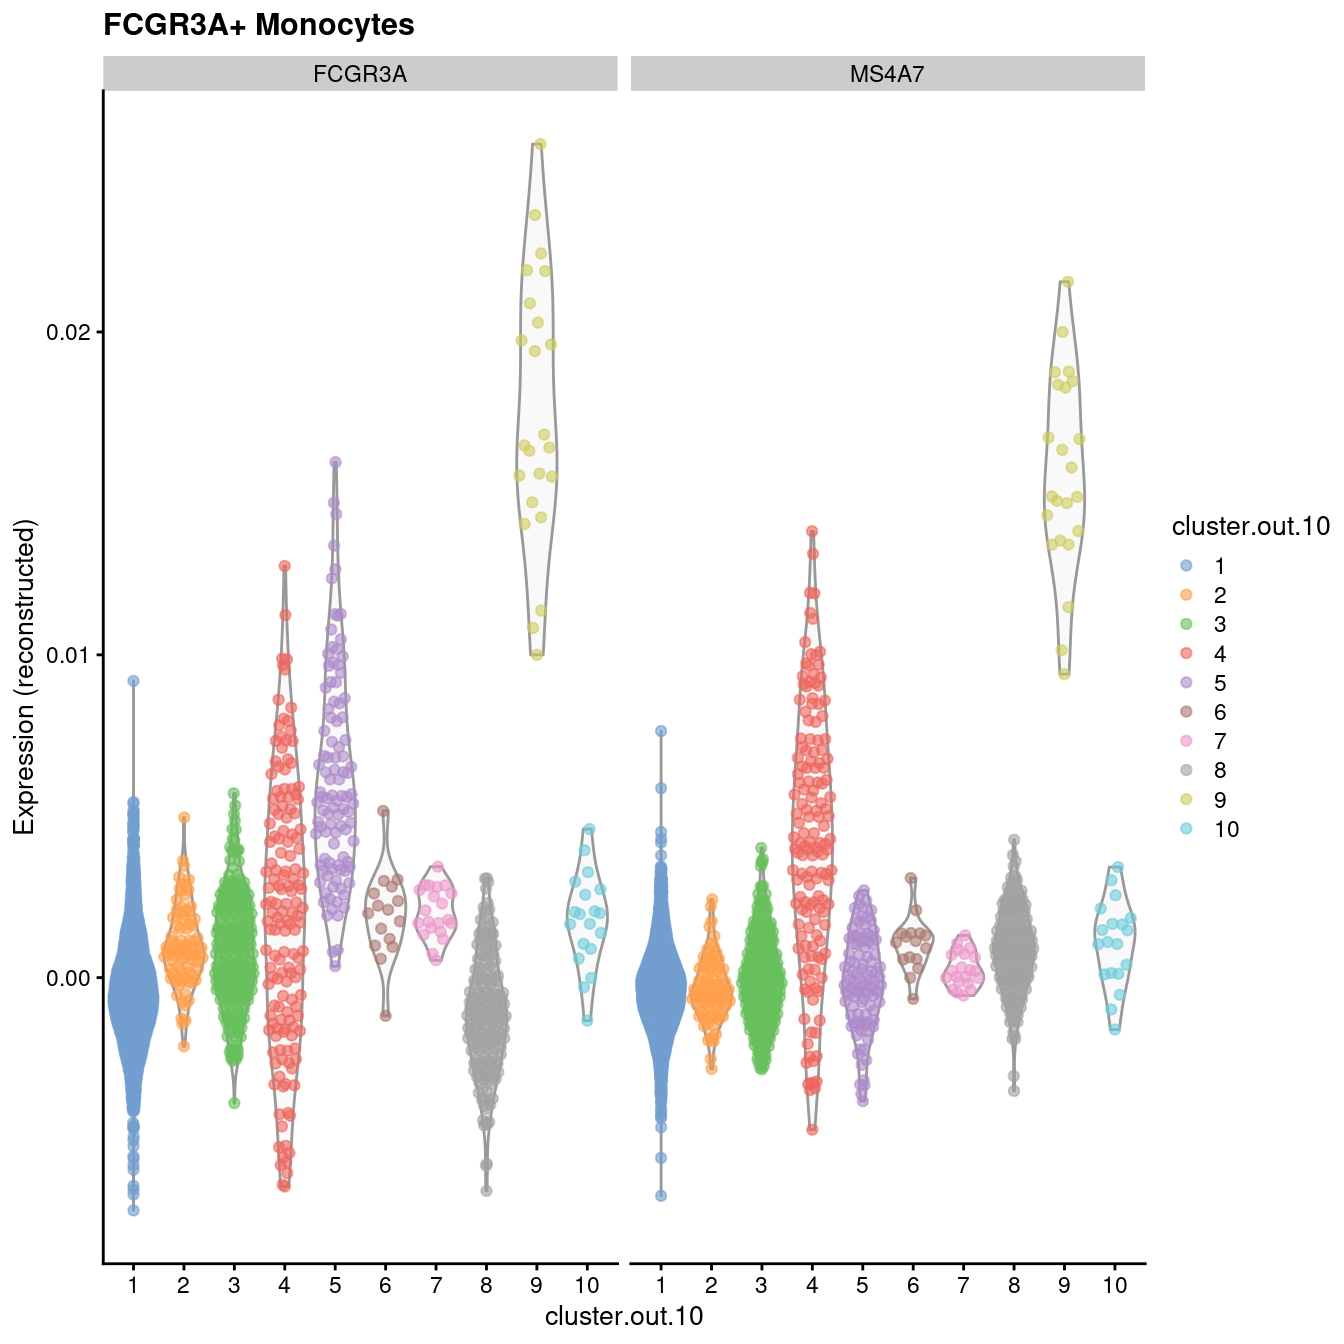 FCGR3A+ Monocytes
FCGR3A MS4A7
0.02
0.01
0.00
Expression (reconstructed)
1 2 3 4 5 6 7 8 9 10 1 2 3 4 5 6 7 8 9 10
cluster.out.10
cluster.out.10
1
2
3
4
5
6
7
8
9
10